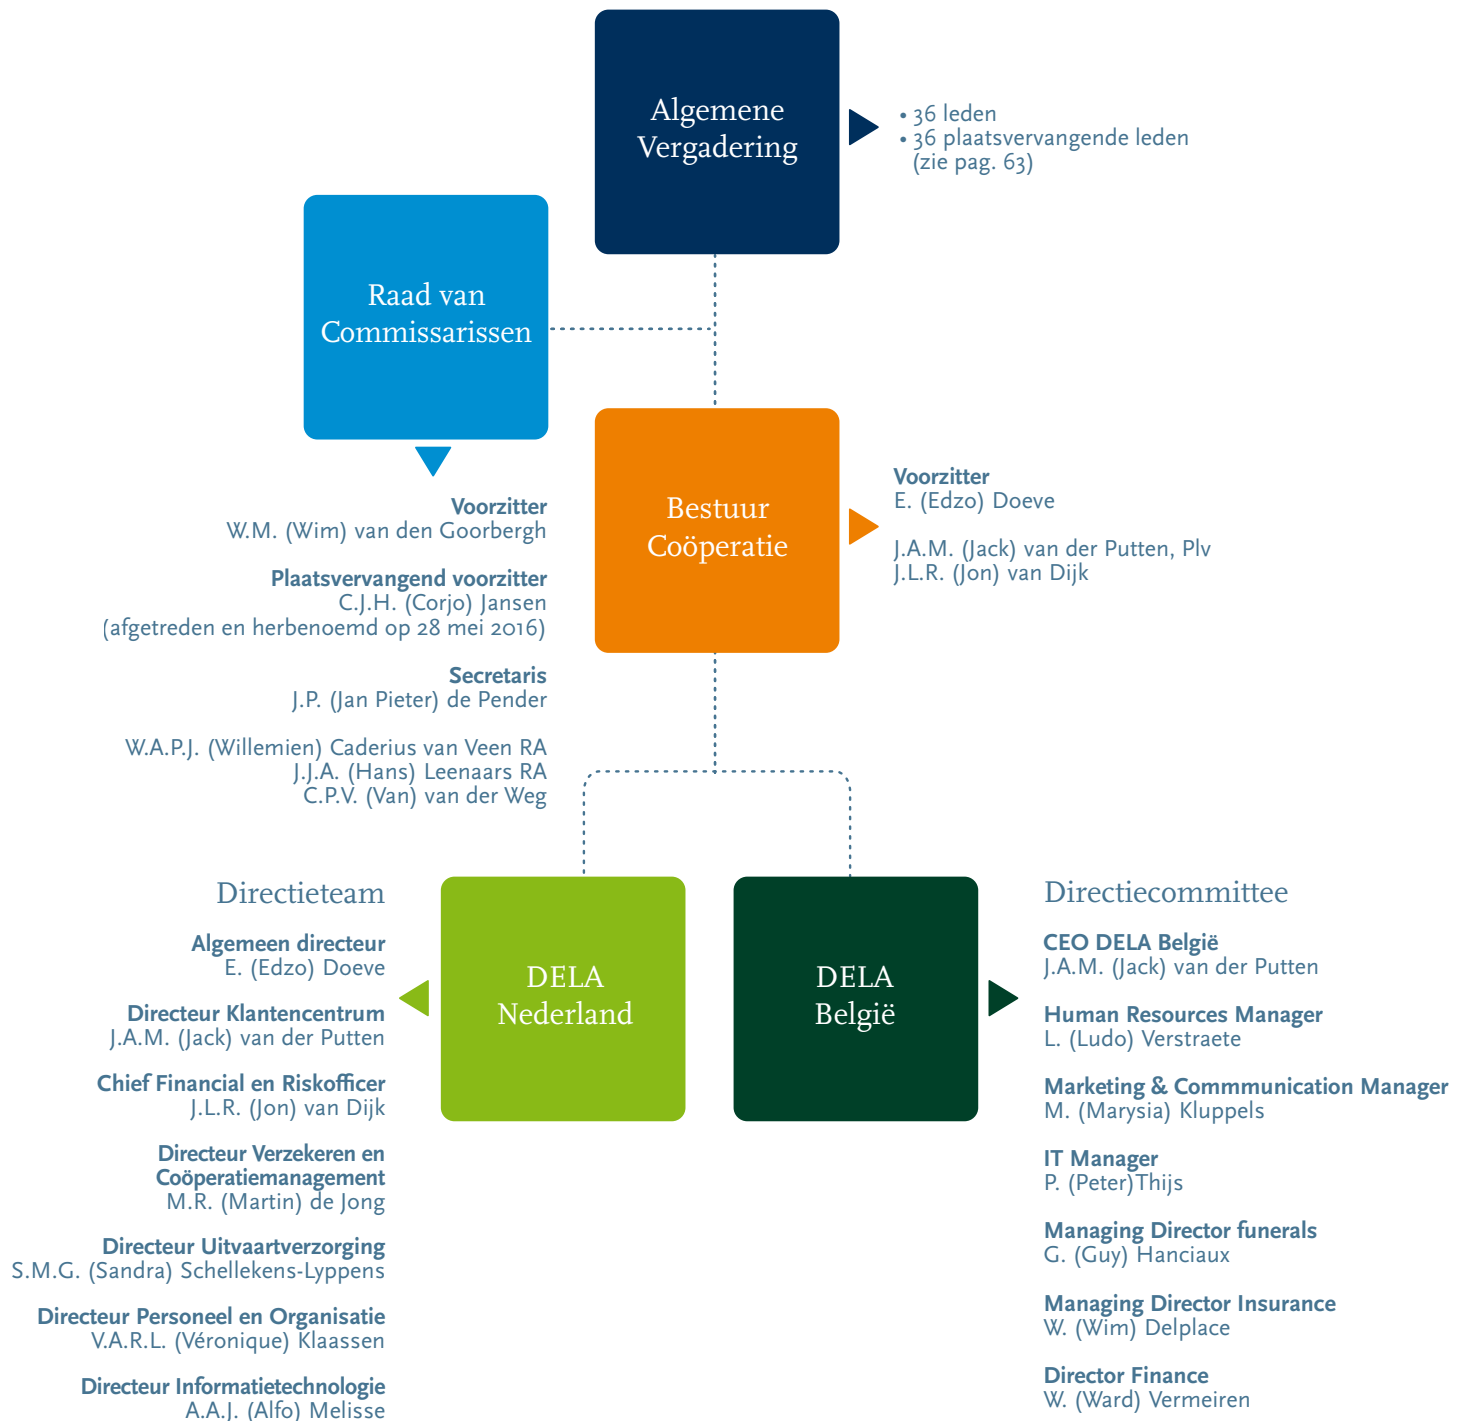 Algemene
Vergadering
• 36 leden
• 36 plaatsvervangende leden
(zie pag. 63)
Raad van
Commissarissen
Voorzitter
W.M. (Wim) van den Goorbergh
Plaatsvervangend voorzitter
C.J.H. (Corjo) Jansen
(afgetreden en herbenoemd op 28 mei 2016)
Secretaris
J.P. (Jan Pieter) de Pender
W.A.P.J. (Willemien) Caderius van Veen RA
J.J.A. (Hans) Leenaars RA
C.P.V. (Van) van der Weg
Bestuur
Coöperatie
Voorzitter
E. (Edzo) Doeve
J.A.M. (Jack) van der Putten, Plv
J.L.R. (Jon) van Dijk
Directieteam
Algemeen directeur
E. (Edzo) Doeve
Directeur Klantencentrum
J.A.M. (Jack) van der Putten
Chief Financial en Riskofficer
J.L.R. (Jon) van Dijk
Directeur Verzekeren en
Coöperatiemanagement
M.R. (Martin) de Jong
Directeur Uitvaartverzorging
S.M.G. (Sandra) Schellekens-Lyppens
Directeur Personeel en Organisatie
V.A.R.L. (Véronique) Klaassen
Directeur Informatietechnologie
A.A.J. (Alfo) Melisse
DELA
Nederland
DELA
België
Directiecommittee
CEO DELA België
J.A.M. (Jack) van der Putten
Human Resources Manager
L. (Ludo) Verstraete
Marketing & Commmunication Manager
M. (Marysia) Kluppels
IT Manager
P. (Peter)Thijs
Managing Director funerals
G. (Guy) Hanciaux
Managing Director Insurance
W. (Wim) Delplace
Director Finance
W. (Ward) Vermeiren